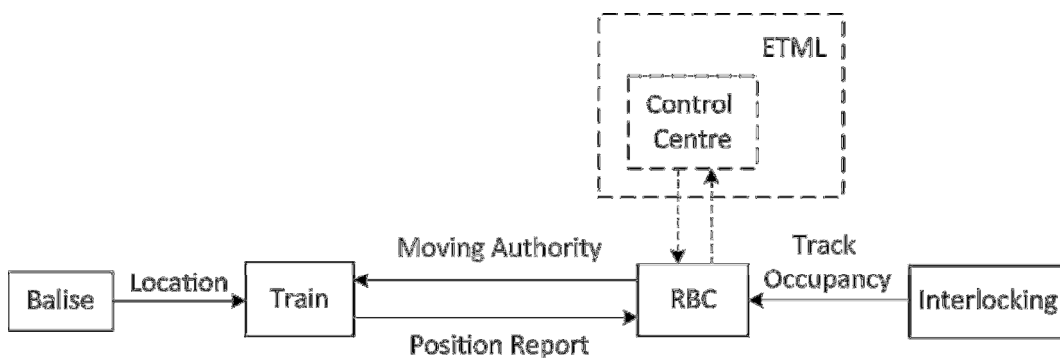 ETML
Control
Centre
Moving Authority
Track
Occupancy
Balise
Location
Train
RBC
Interlocking
Position Report